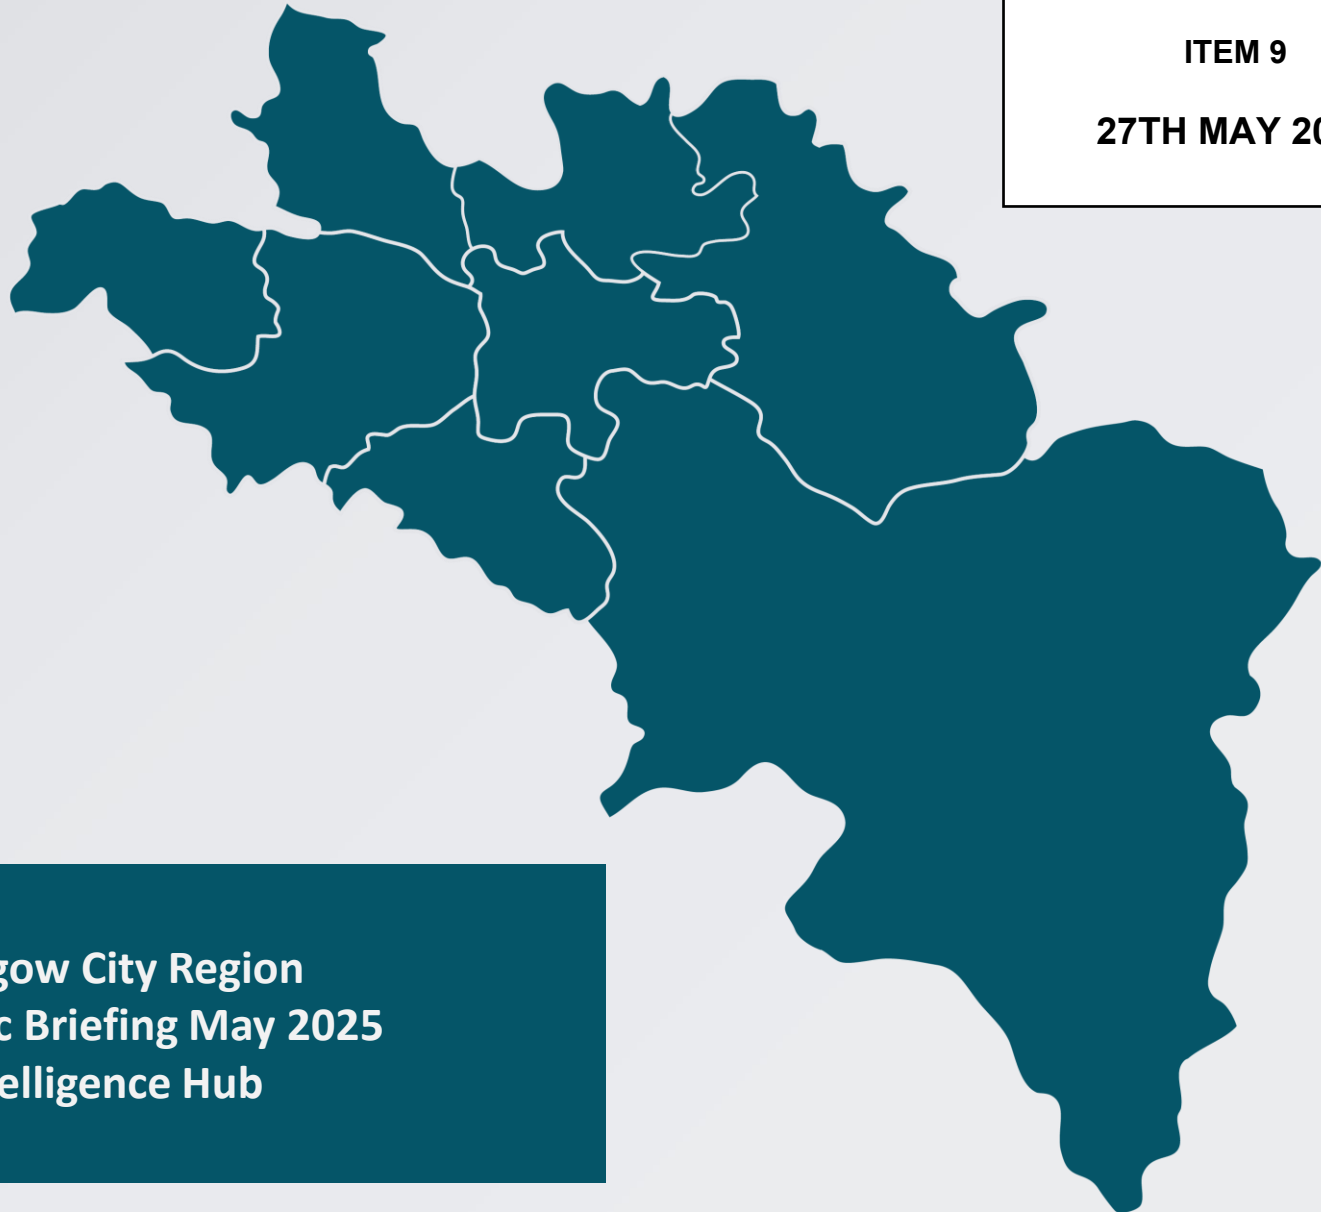 ITEM 9
27TH MAY 20
gow City Region
c Briefing May 2025
elligence Hub